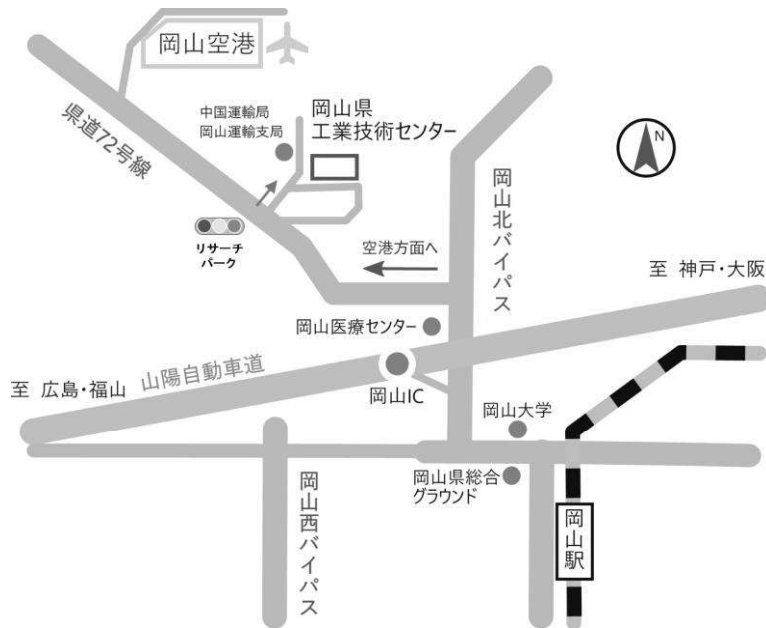 岡山空港
中国運輸局
岡山運輸支局
岡山県
工業技術センター
県道72号線
N
リサーチ
パーク
空港方面へ
岡山北バイパス
至 神戸・大阪
岡山医療センター
山陽自動車道
至 広島・福山
岡山IC
岡山大学
岡山県総合
グラウンド
岡山西バイパス
岡山駅